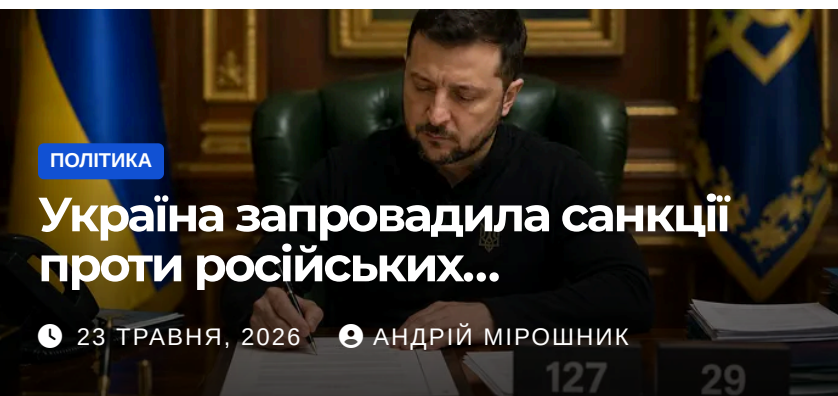 ПОЛІТИКА
Україна запровадила санкції
проти російських...
23 ТРАВНЯ, 2026 АНДРІЙ МІРОШНИК
127 29